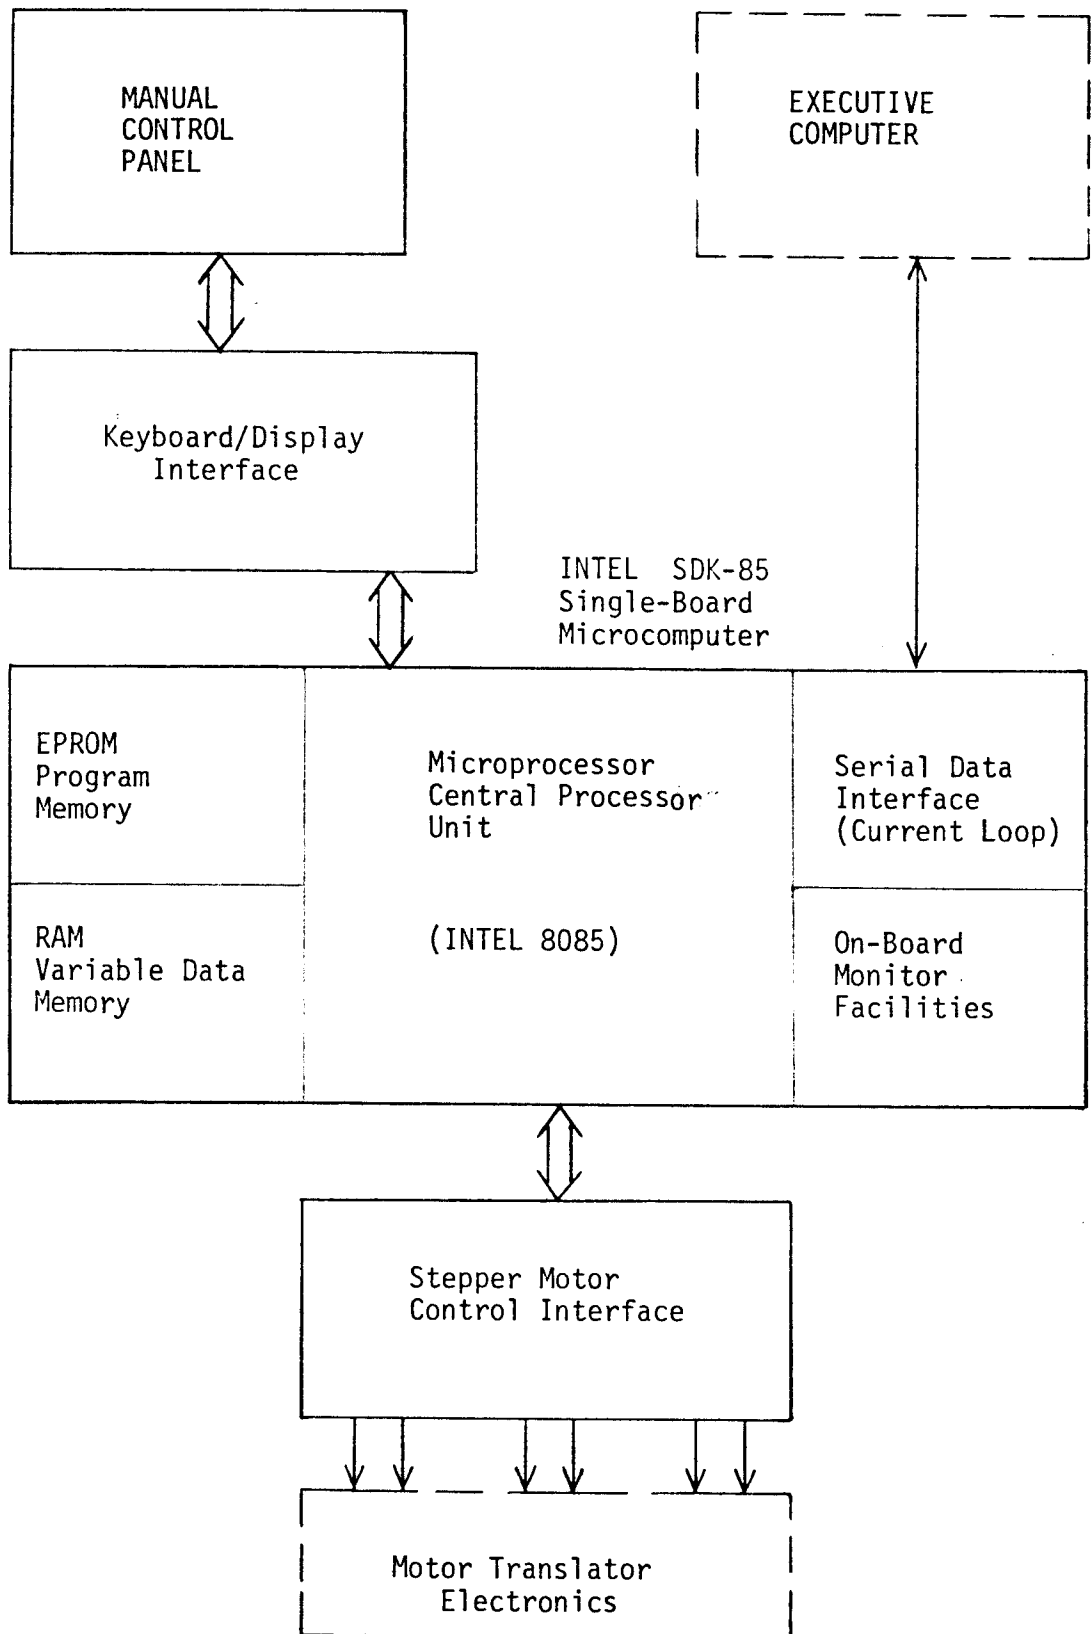 MANUAL
CONTROL
PANEL
EXECUTIVE
COMPUTER
Keyboard/Display
Interface
INTEL SDK-85
Single-Board
Microcomputer
EPROM
Program
Memory
Microprocessor
Central Processor
Unit
Serial Data
Interface
(Current Loop)
RAM
Variable Data
Memory
(INTEL 8085)
On-Board
Monitor
Facilities
Stepper Motor
Control Interface
Motor Translator
Electronics